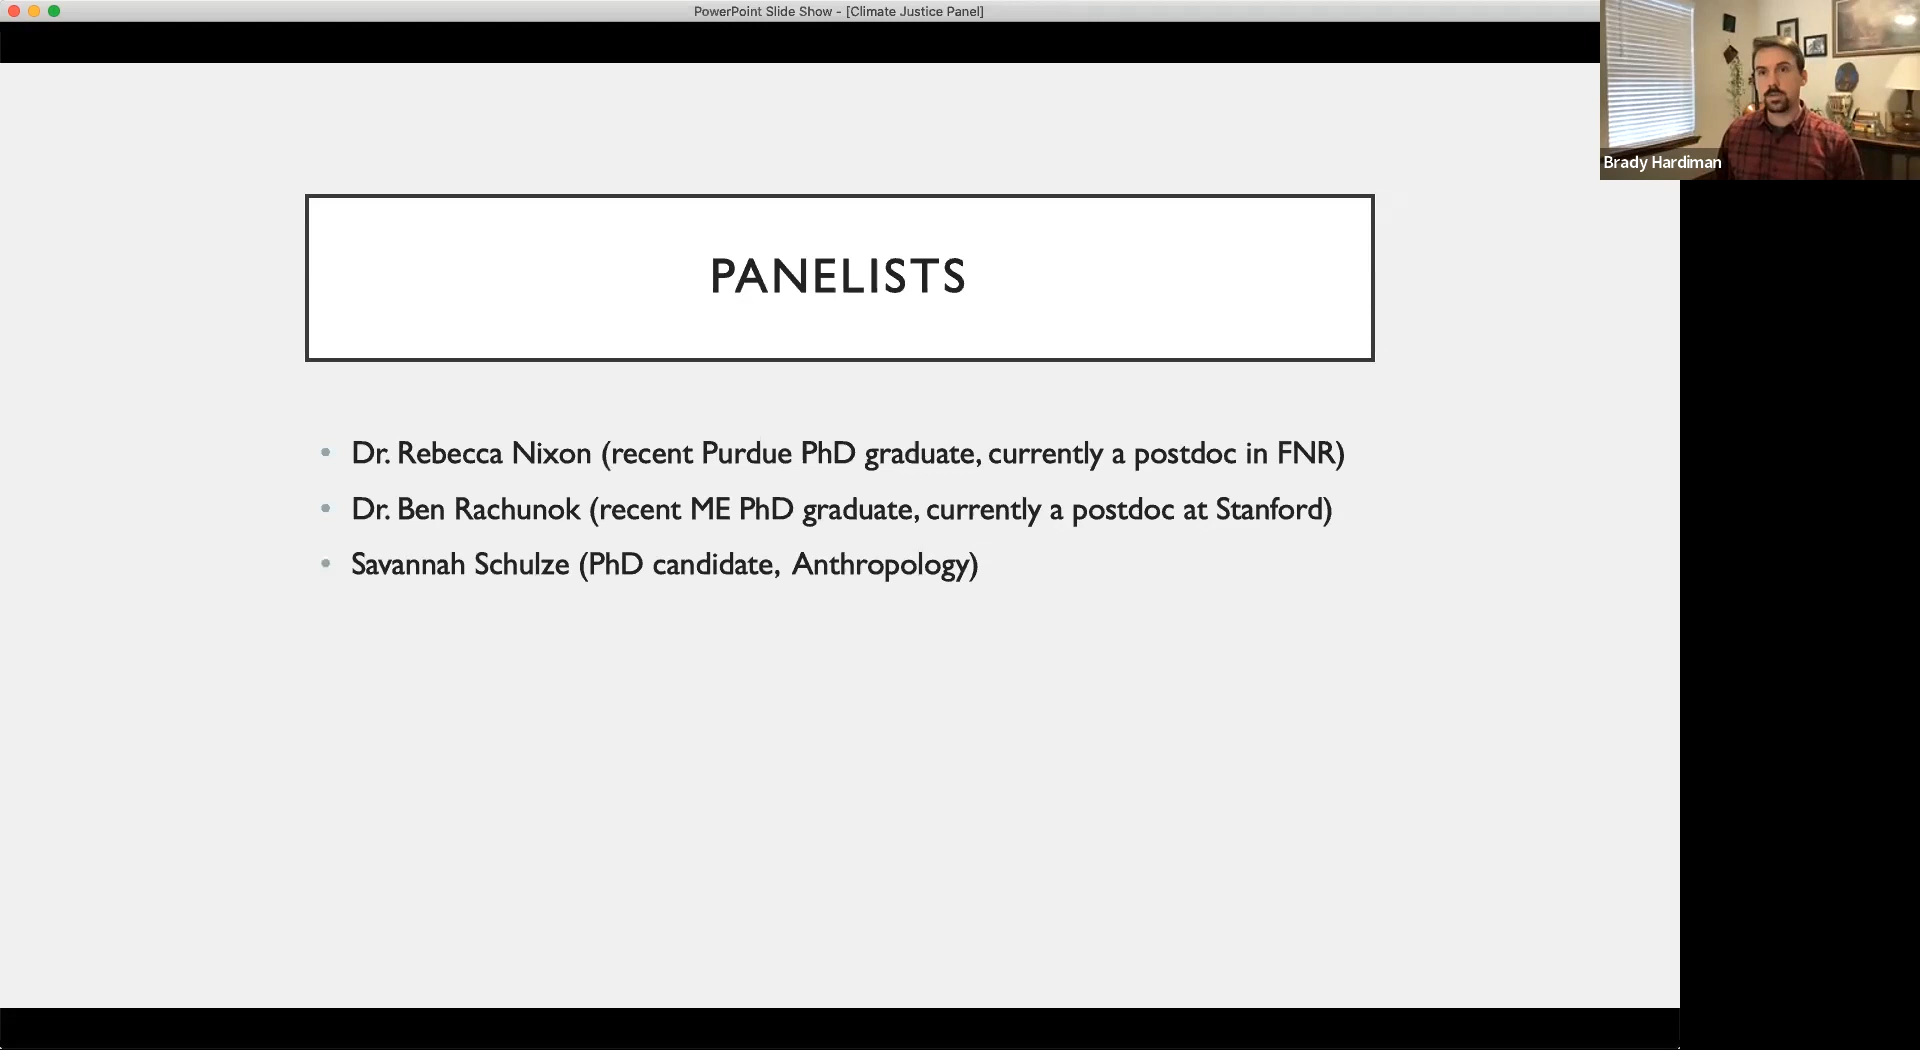 PowerPoint Slide Show - [Climate Justice Panel]
Brady Hardiman
PANELISTS
• Dr. Rebecca Nixon (recent Purdue PhD graduate, currently a postdoc in FNR)
• Dr. Ben Rachunok (recent ME PhD graduate, currently a postdoc at Stanford)
• Savannah Schulze (PhD candidate, Anthropology)